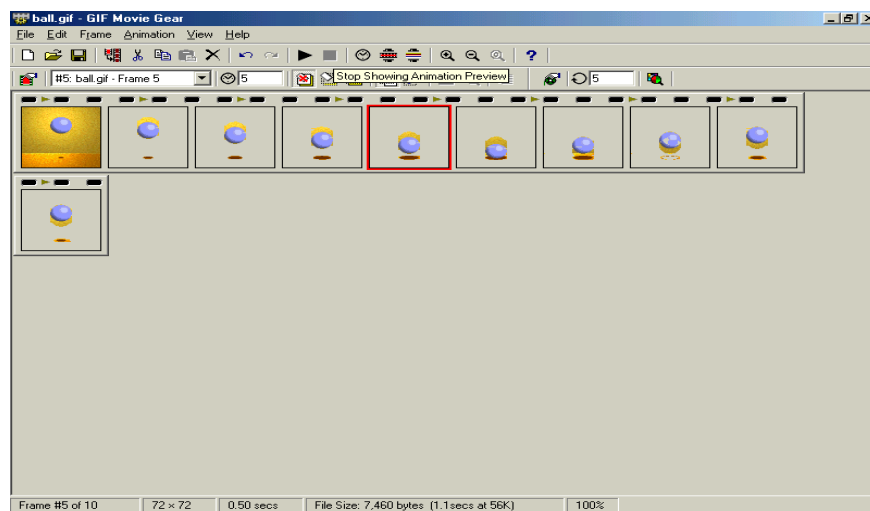 ball.gif - GIF Movie Gear
File Edit Frame Animation View Help
?
#5: ball.gif - Frame 5 5 Stop Showing Animation Preview 5
Frame #5 of 10 72 × 72 0.50 secs File Size: 7,460 bytes (1.1secs at 56K) 100%